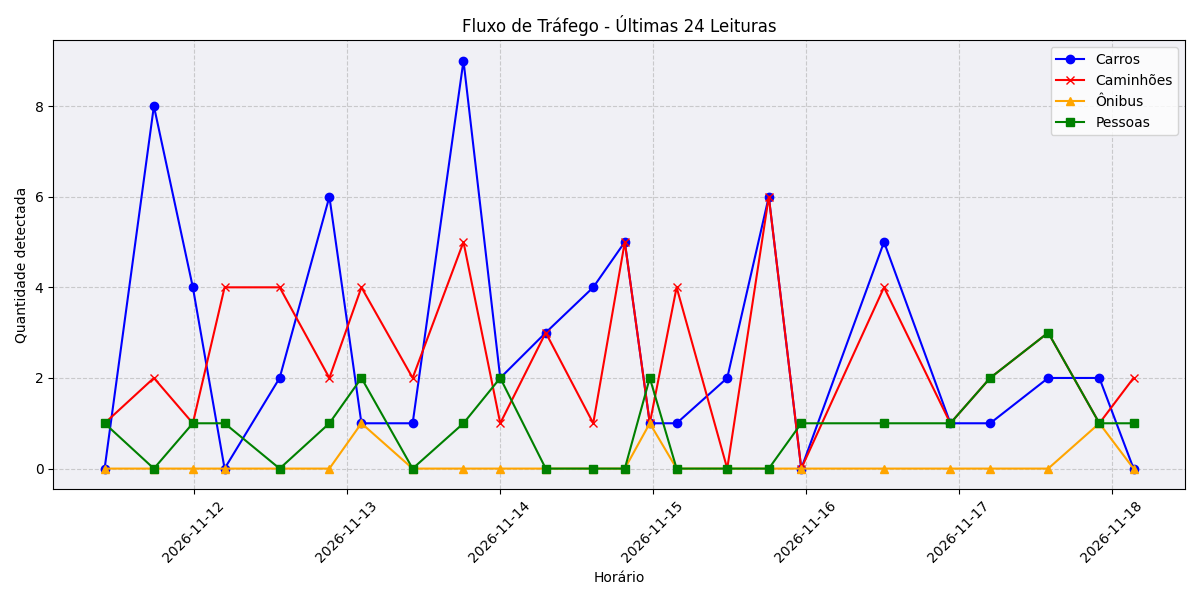 Fluxo de Tráfego - Últimas 24 Leituras
Carros
Caminhões
Ônibus
Pessoas
Quantidade detectada
8
6
4
2
0
2026-11-12
2026-11-13
2026-11-14
2026-11-15
2026-11-16
2026-11-17
2026-11-18
Horário